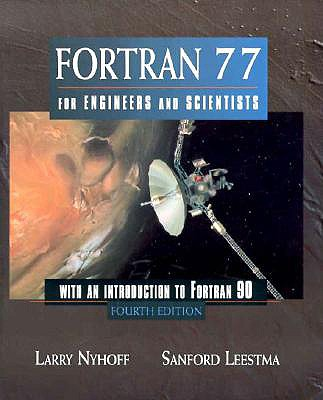 FORTRAN 77
FOR ENGINEERS AND SCIENTISTS
WITH AN INTRODUCTION TO FORTRAN 90
FOURTH EDITION
LARRY NYHOFF SANFORD LEESTMA